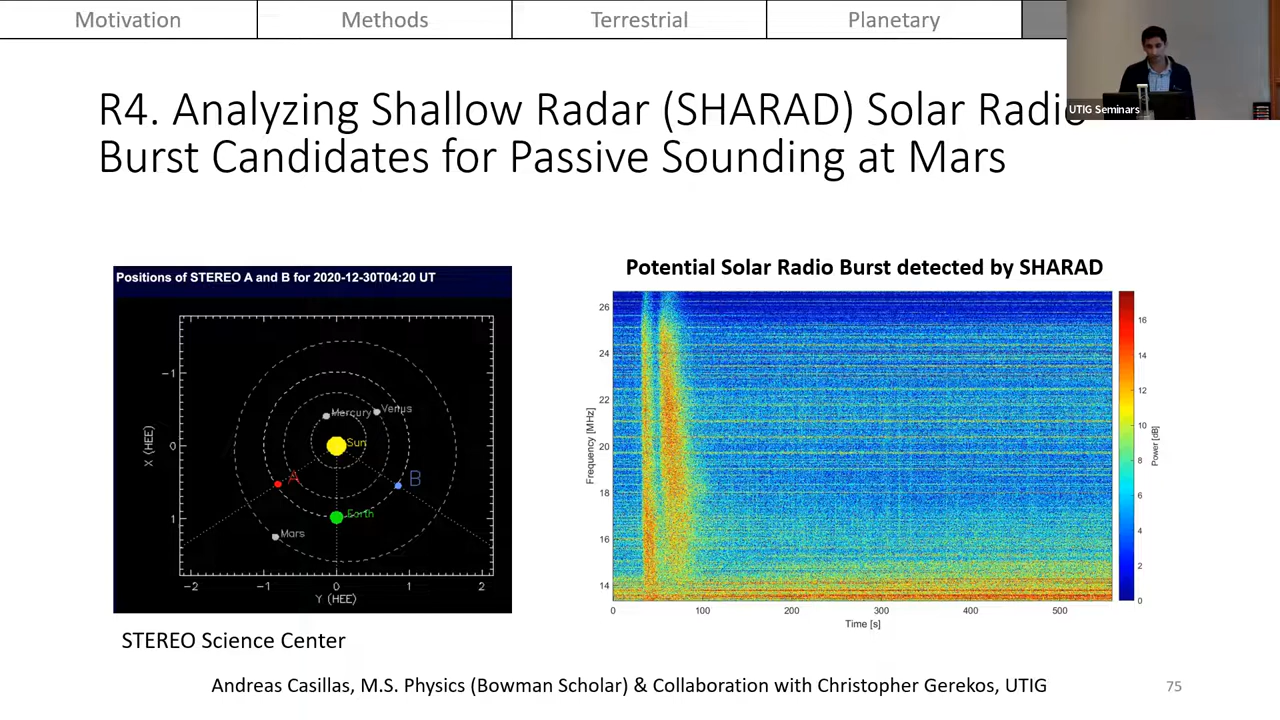 Motivation
Methods
Terrestrial
Planetary
UTIG Seminars
R4. Analyzing Shallow Radar (SHARAD) Solar Radio
Burst Candidates for Passive Sounding at Mars
Positions of STEREO A and B for 2020-12-30T04:20 UT
Mercury
Venus
Sun
A
B
Earth
Mars
X (HEE)
-1
0
1
-2
-1
0
1
2
Y (HEE)
STEREO Science Center
Potential Solar Radio Burst detected by SHARAD
Frequency [MHz]
26
24
22
20
18
16
14
0
100
200
300
400
500
Time [s]
16
14
12
10
8
6
4
2
0
Power [dB]
Andreas Casillas, M.S. Physics (Bowman Scholar) & Collaboration with Christopher Gerekos, UTIG
75